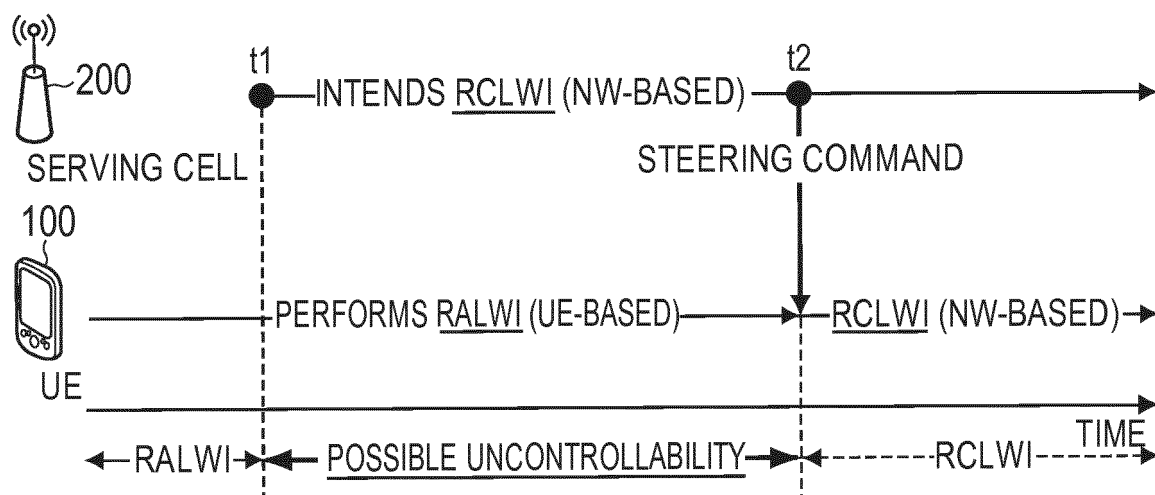 t1
t2
200
INTENDS RCLWI (NW-BASED)
SERVING CELL
STEERING COMMAND
100
PERFORMS RALWI (UE-BASED)
RCLWI (NW-BASED)
UE
TIME
RALWI
POSSIBLE UNCONTROLLABILITY
RCLWI